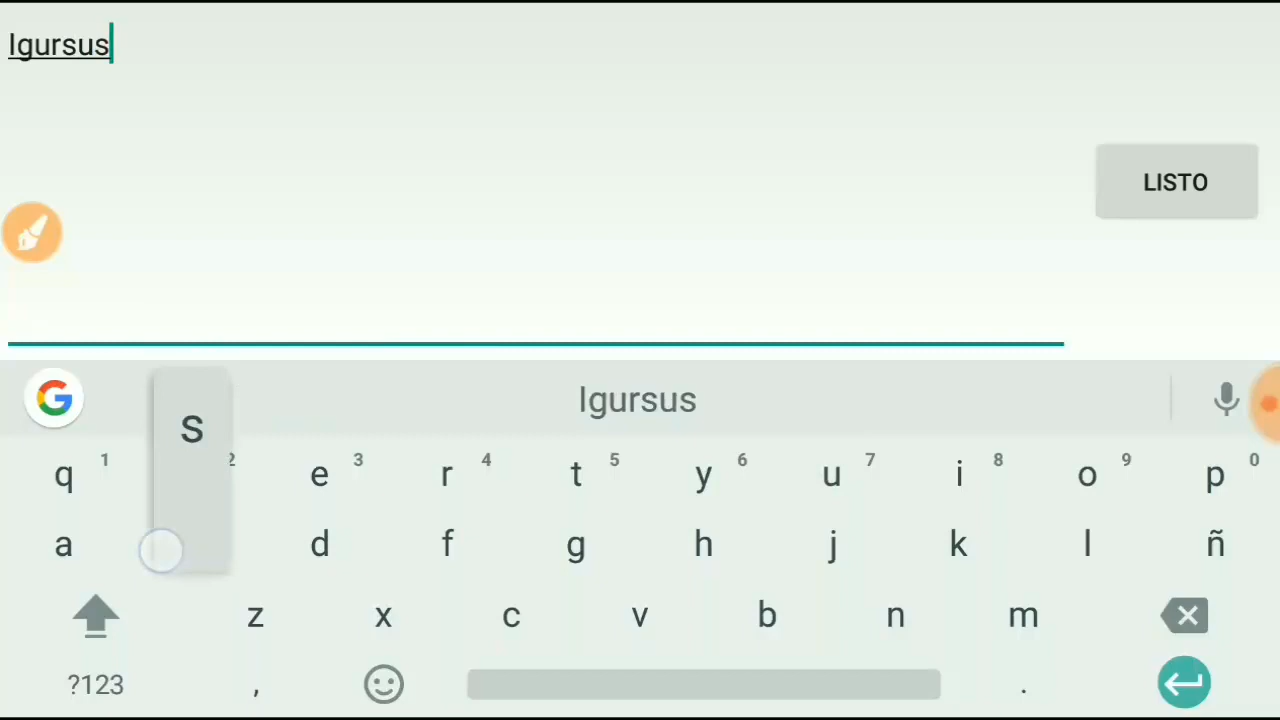 Igursus
LISTO
Igursus
S
q 1 2 e 3 r 4 t 5 y 6 u 7 i 8 o 9 p 0
a d f g h j k l ñ
z x c v b n m
?123 , .